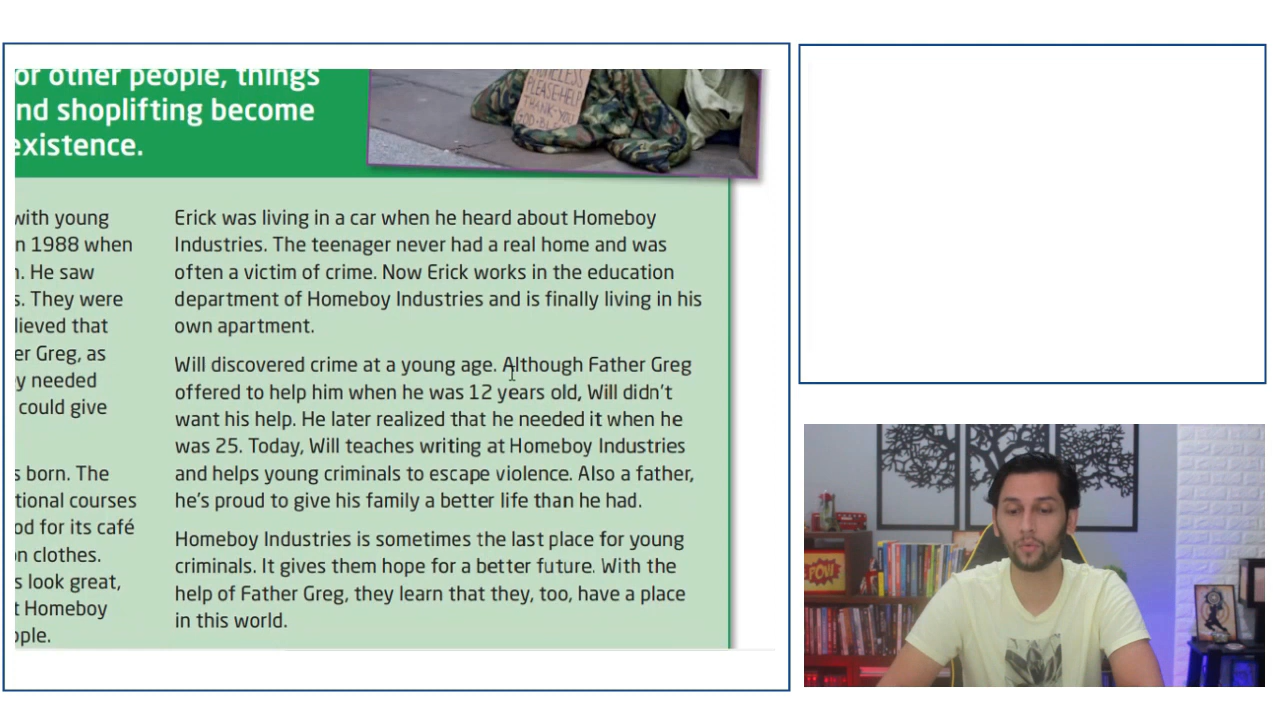 or other people, things
nd shoplifting become
existence.
PLEASE HELP
THANK YOU
with young
n 1988 when
n. He saw
s. They were
lieved that
er Greg, as
y needed
could give
s born. The
tional courses
od for its café
n clothes.
s look great,
t Homeboy
ople.
Erick was living in a car when he heard about Homeboy
Industries. The teenager never had a real home and was
often a victim of crime. Now Erick works in the education
department of Homeboy Industries and is finally living in his
own apartment.
Will discovered crime at a young age. Although Father Greg
offered to help him when he was 12 years old, Will didn't
want his help. He later realized that he needed it when he
was 25. Today, Will teaches writing at Homeboy Industries
and helps young criminals to escape violence. Also a father,
he's proud to give his family a better life than he had.
Homeboy Industries is sometimes the last place for young
criminals. It gives them hope for a better future. With the
help of Father Greg, they learn that they, too, have a place
in this world.
POW